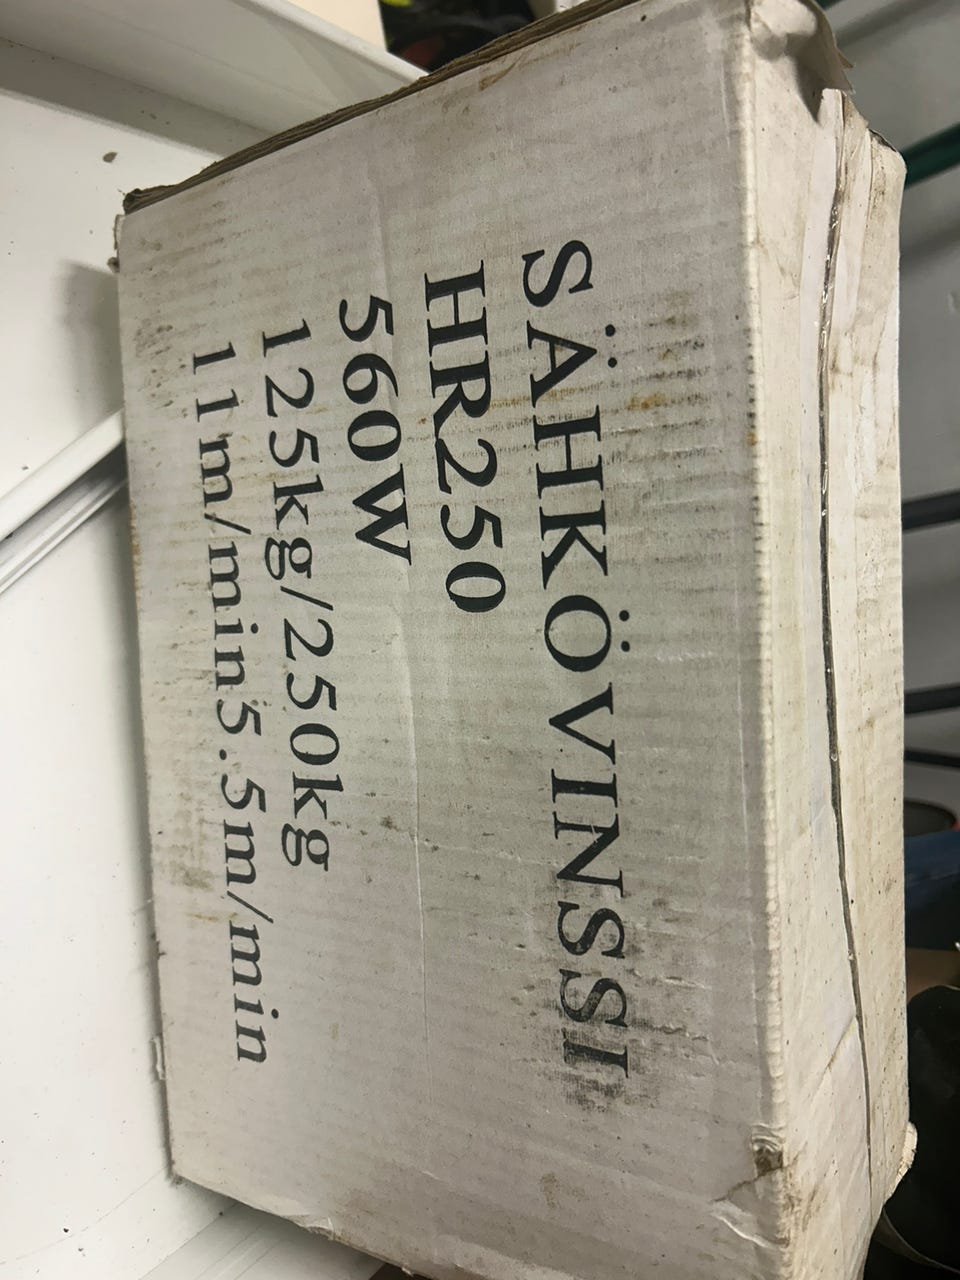 SÄHKÖVINSSI
HR250
560W
125kg/250kg
11m/min5.5m/min